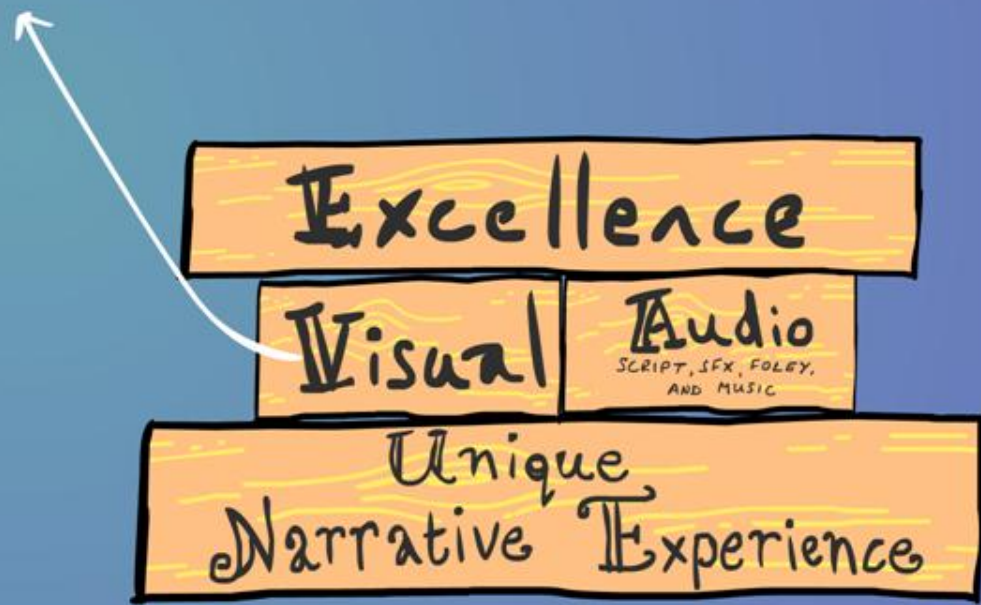 Excellence
Visual
Audio
SCRIPT, SFX, FOLEY,
AND MUSIC
Unique
Narrative Experience